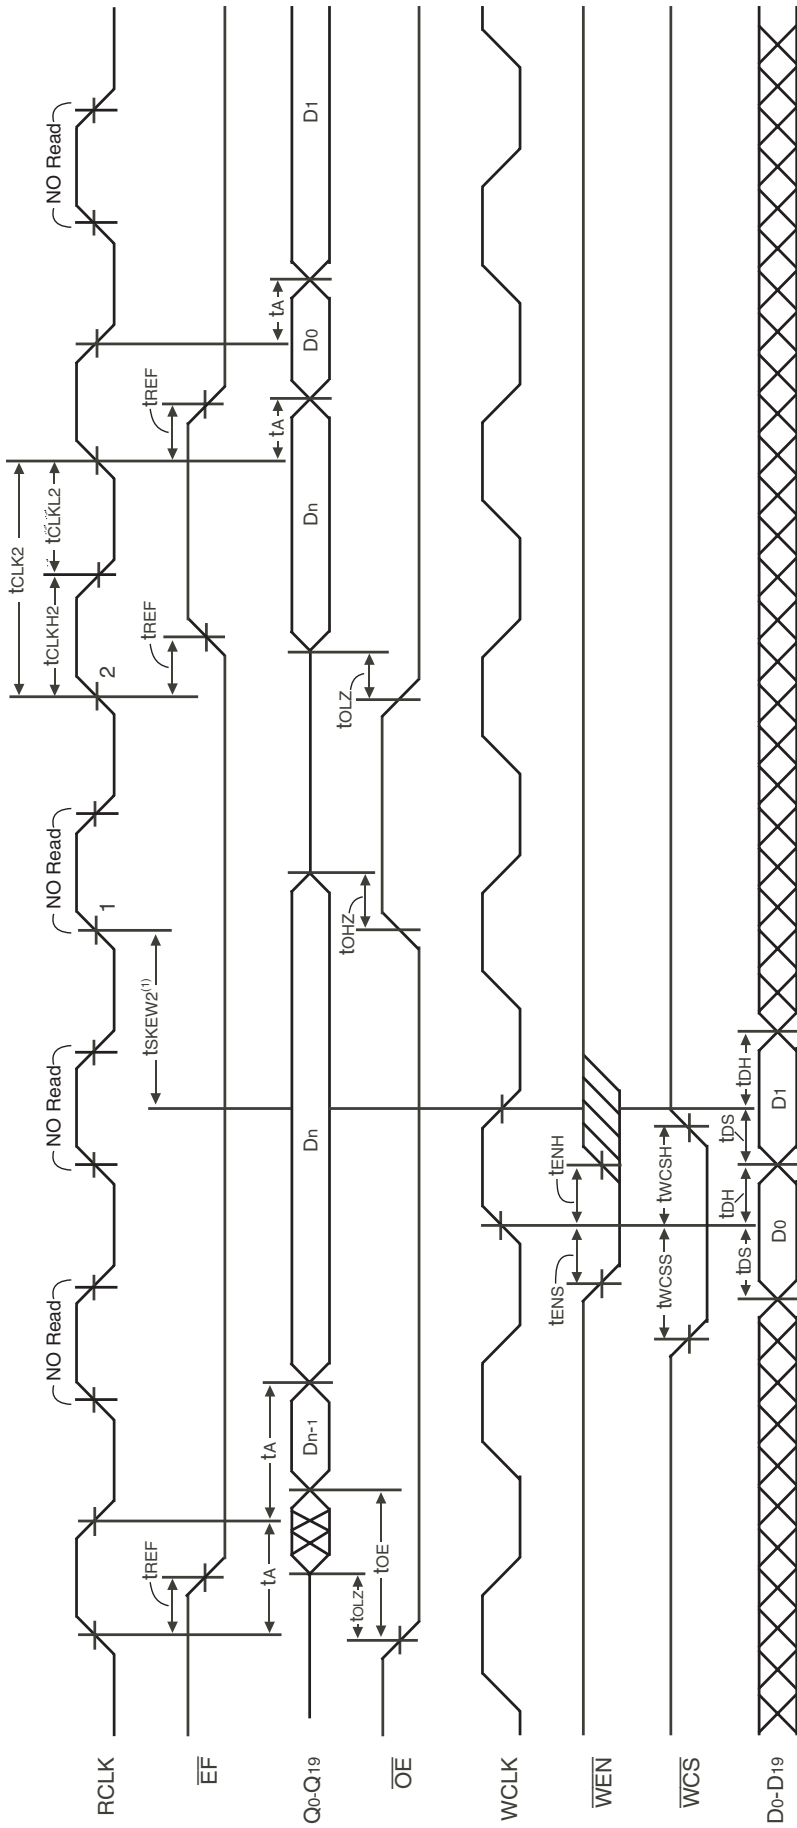 RCLK
NO Read
NO Read
NO Read
1
2
NO Read
tCLK2
tCLKH2
tCLKL2
tSKEW2(1)
EF
tREF
tREF
tREF
tA
tA
tA
tA
Q0-Q19
Dn-1
Dn
Dn
D0
D1
tOLZ
tOE
tOHZ
tOLZ
OE
WCLK
WEN
tENS
tENH
WCS
tWCSS
tWCSH
tDS
tDH
tDS
tDH
D0-D19
D0
D1